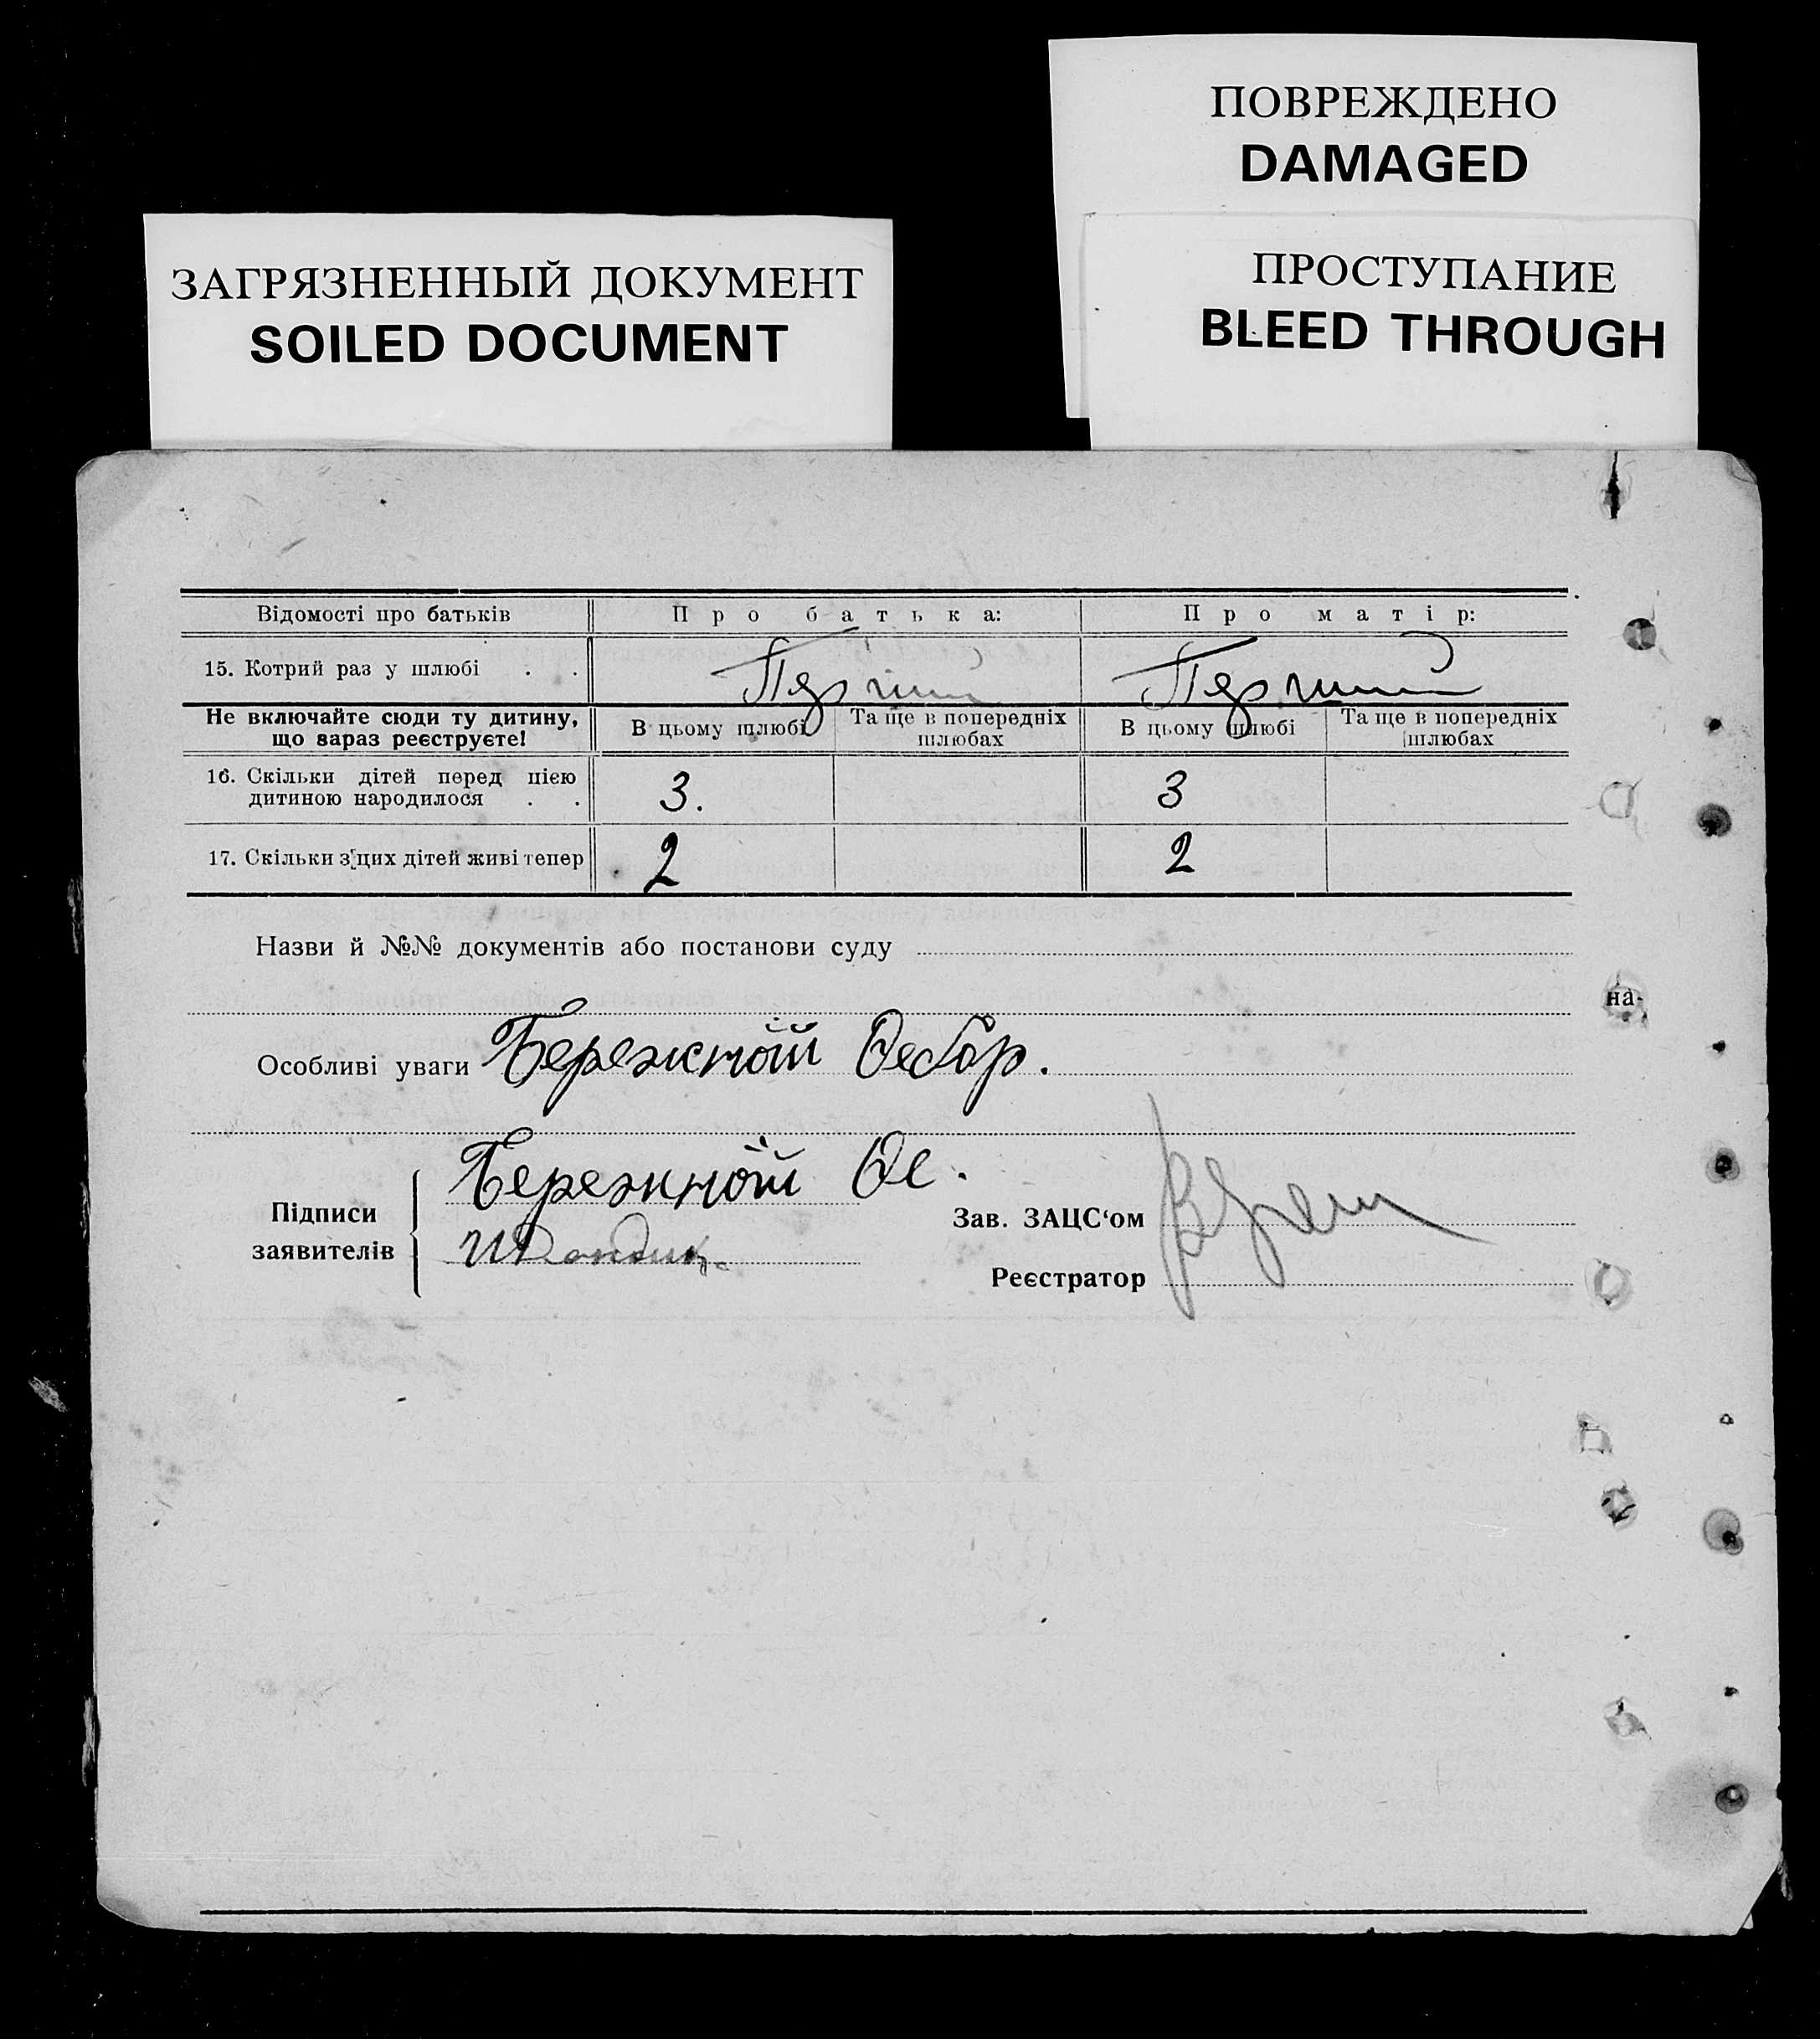 ПОВРЕЖДЕНО
DAMAGED
ЗАГРЯЗНЕННЫЙ ДОКУМЕНТ
SOILED DOCUMENT
ПРОСТУПАНИЕ
BLEED THROUGH
Відомості про батьків Про батька: Про матір:
15. Котрий раз у шлюбі . . Перший Перший
Не включайте сюди ту дитину, що зараз реєструєте! В цьому шлюбі Та ще в попередніх шлюбах В цьому шлюбі Та ще в попередніх шлюбах
16. Скільки дітей перед цією
дитиною народилося . . 3. 3
17. Скільки з цих дітей живі тепер 2 2
Назви й №№ документів або постанови суду
на-
Особливі уваги Бережной
Бережной
Підписи
заявителів
Зав. ЗАЦС‘ом
Реєстратор